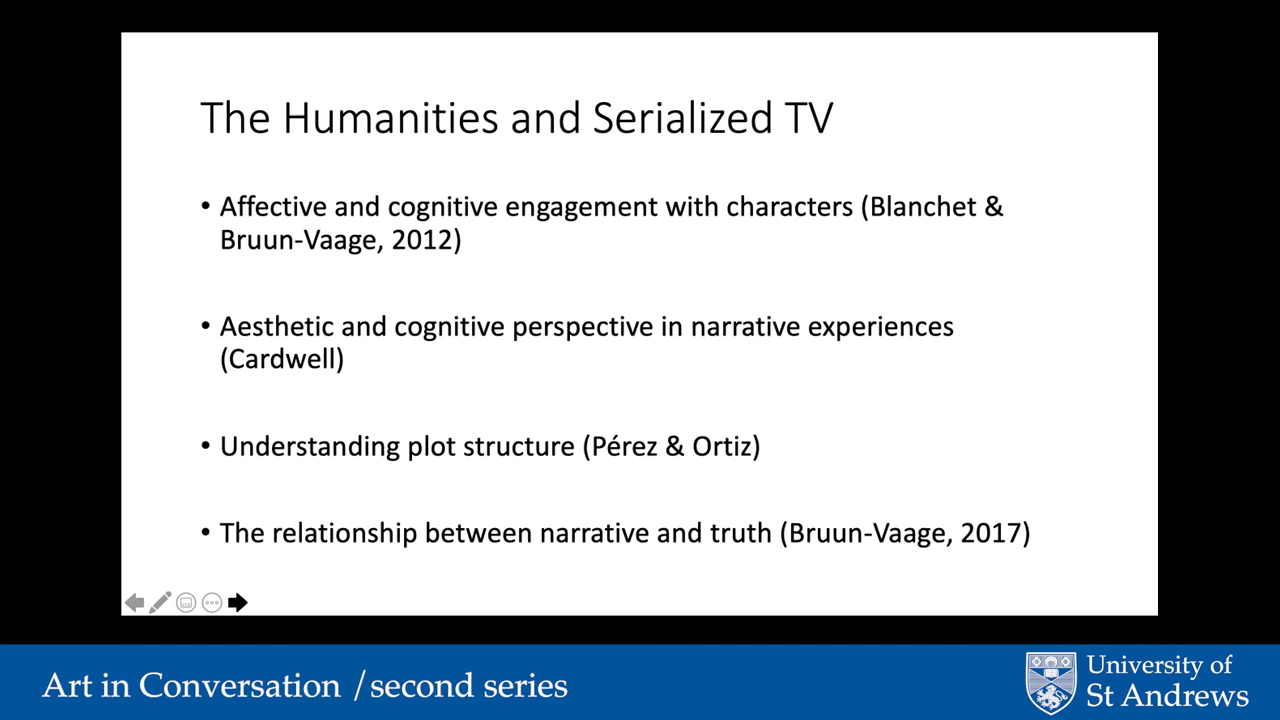 The Humanities and Serialized TV
• Affective and cognitive engagement with characters (Blanchet &
Bruun-Vaage, 2012)
• Aesthetic and cognitive perspective in narrative experiences
(Cardwell)
• Understanding plot structure (Pérez & Ortiz)
• The relationship between narrative and truth (Bruun-Vaage, 2017)
Art in Conversation / second series
University of
St Andrews